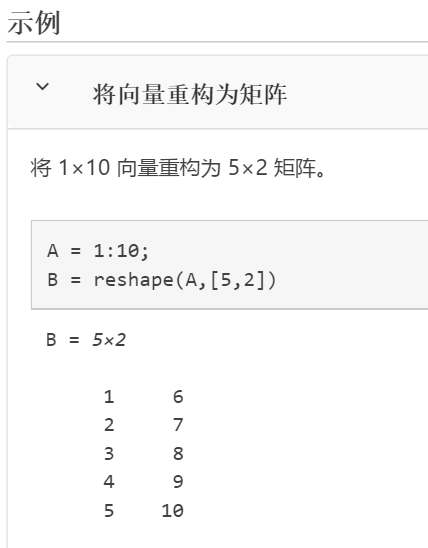 示例
将向量重构为矩阵
将 1×10 向量重构为 5×2 矩阵。
A = 1:10;
B = reshape(A,[5,2])
B = 5×2
1 6
2 7
3 8
4 9
5 10